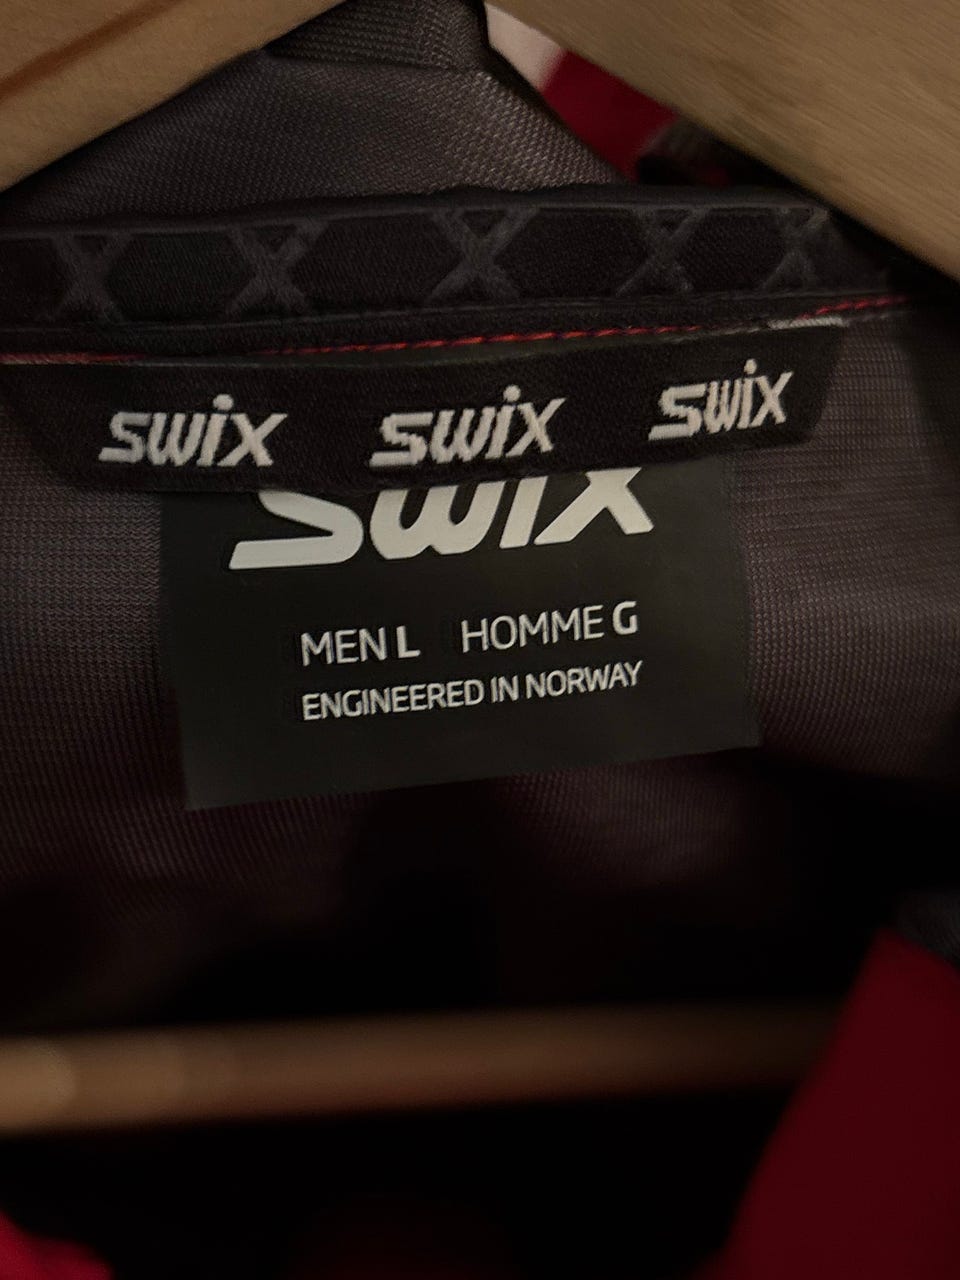 swix swix swix
swix
MEN L HOMME G
ENGINEERED IN NORWAY